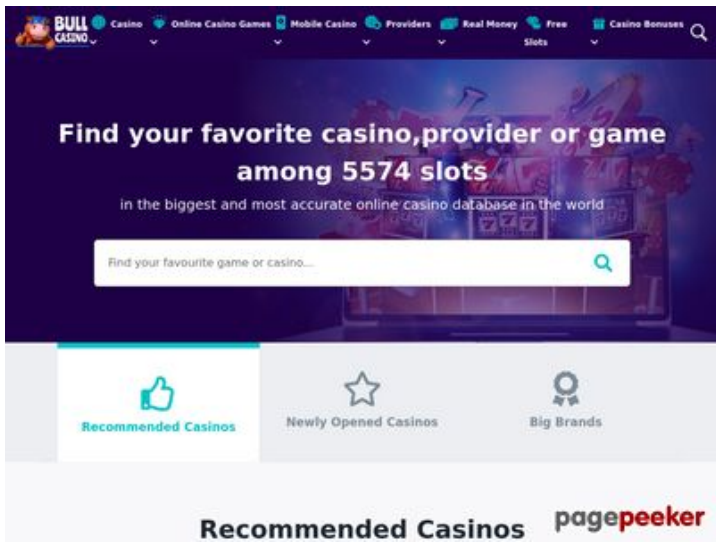 BULL CASINO
Casino
Online Casino Games
Mobile Casino
Providers
Real Money
Free Slots
Casino Bonuses
Find your favorite casino,provider or game
among 5574 slots
in the biggest and most accurate online casino database in the world
Find your favourite game or casino...
Recommended Casinos
Newly Opened Casinos
Big Brands
Recommended Casinos
pagepeeker